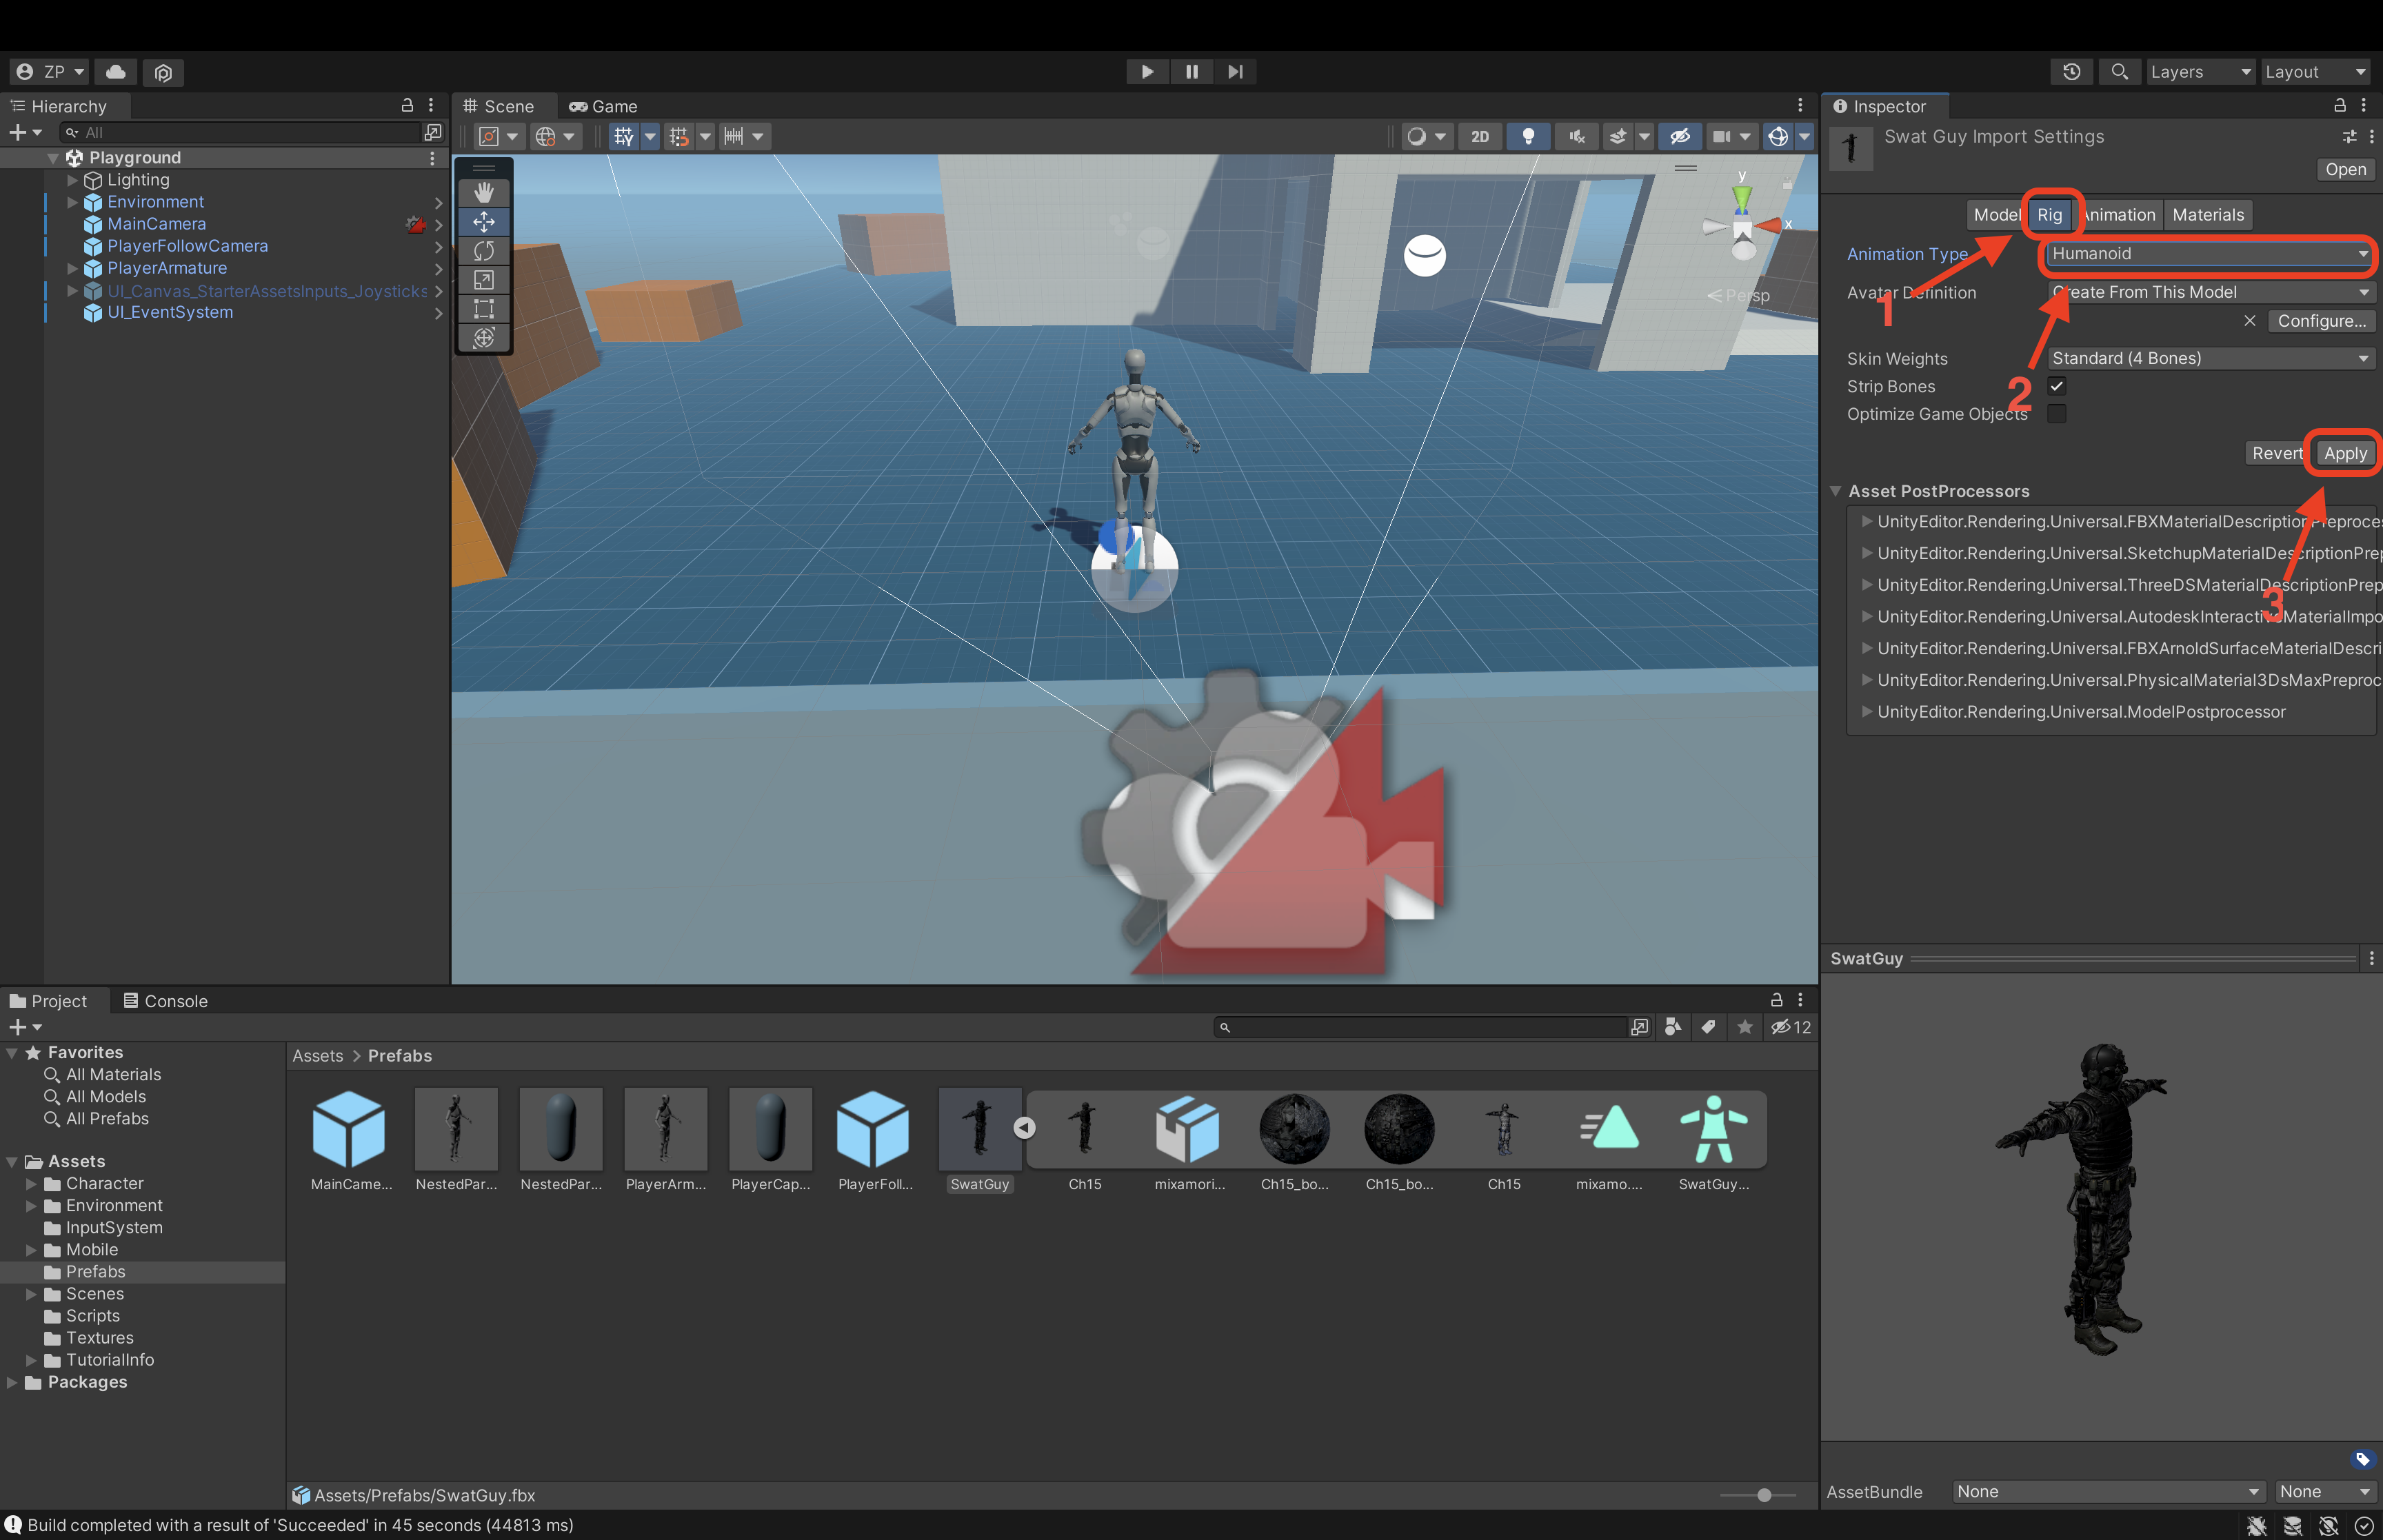 ZP
Layers
Layout
Hierarchy
All
Playground
Lighting
Environment
MainCamera
PlayerFollowCamera
PlayerArmature
UI_Canvas_StarterAssetsInputs_Joysticks
UI_EventSystem
Scene
Game
2D
y
x
Persp
Inspector
Swat Guy Import Settings
Open
Model
Rig
Animation
Materials
Animation Type
Humanoid
Avatar Definition
Create From This Model
1
Configure...
Skin Weights
Standard (4 Bones)
Strip Bones
2
Optimize Game Objects
Revert
Apply
Asset PostProcessors
UnityEditor.Rendering.Universal.FBXMaterialDescriptionPreproces
UnityEditor.Rendering.Universal.SketchupMaterialDescriptionPrep
UnityEditor.Rendering.Universal.ThreeDSMaterialDescriptionPrep
3
UnityEditor.Rendering.Universal.AutodeskInteractiveMaterialImpo
UnityEditor.Rendering.Universal.FBXArnoldSurfaceMaterialDescri
UnityEditor.Rendering.Universal.PhysicalMaterial3DsMaxPreproc
UnityEditor.Rendering.Universal.ModelPostprocessor
SwatGuy
AssetBundle
None
None
Project
Console
12
Favorites
All Materials
All Models
All Prefabs
Assets
Character
Environment
InputSystem
Mobile
Prefabs
Scenes
Scripts
Textures
TutorialInfo
Packages
Assets > Prefabs
MainCame...
NestedPar...
NestedPar...
PlayerArm...
PlayerCap...
PlayerFoll...
SwatGuy
Ch15
mixamori...
Ch15_bo...
Ch15_bo...
Ch15
mixamo....
SwatGuy...
Assets/Prefabs/SwatGuy.fbx
Build completed with a result of 'Succeeded' in 45 seconds (44813 ms)